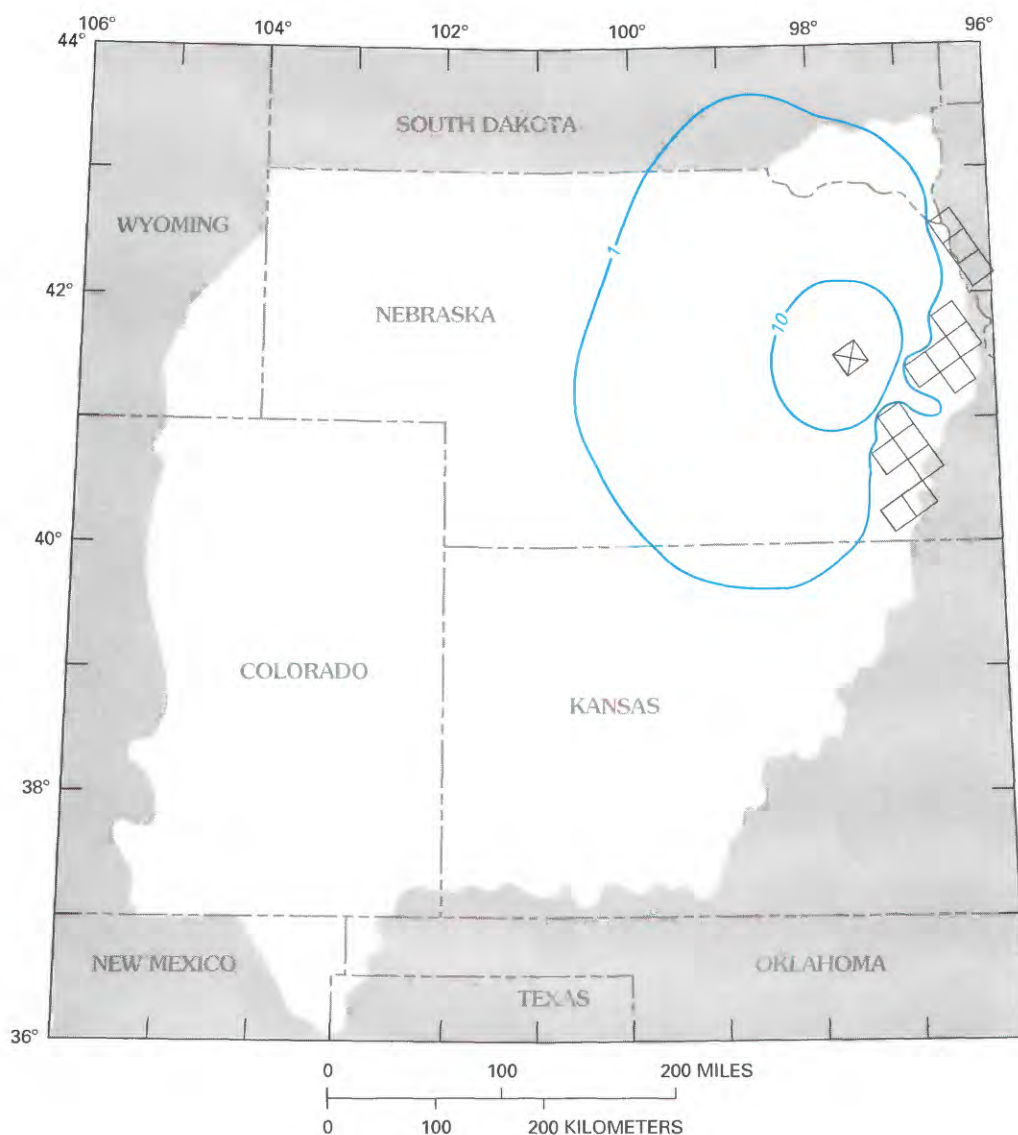 106°
104°
102°
100°
98°
96°
44°
SOUTH DAKOTA
WYOMING
1
42°
NEBRASKA
10
40°
COLORADO
KANSAS
38°
NEW MEXICO
OKLAHOMA
TEXAS
36°
0 100 200 MILES
0 100 200 KILOMETERS